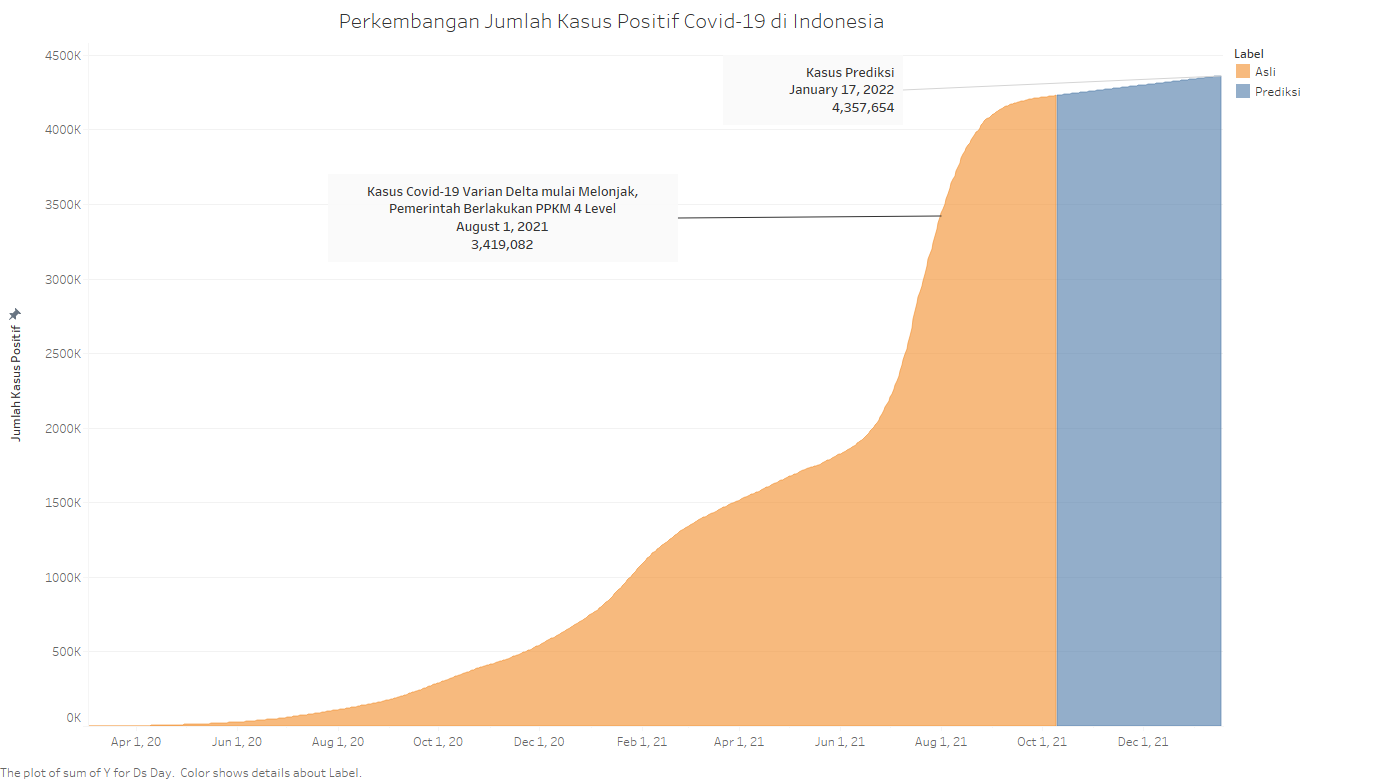 Perkembangan Jumlah Kasus Positif Covid-19 di Indonesia
Label
Asli
Prediksi
Kasus Prediksi
January 17, 2022
4,357,654
Kasus Covid-19 Varian Delta mulai Melonjak,
Pemerintah Berlakukan PPKM 4 Level
August 1, 2021
3,419,082
Jumlah Kasus Positif
4500K
4000K
3500K
3000K
2500K
2000K
1500K
1000K
500K
0K
Apr 1, 20
Jun 1, 20
Aug 1, 20
Oct 1, 20
Dec 1, 20
Feb 1, 21
Apr 1, 21
Jun 1, 21
Aug 1, 21
Oct 1, 21
Dec 1, 21
The plot of sum of Y for Ds Day. Color shows details about Label.